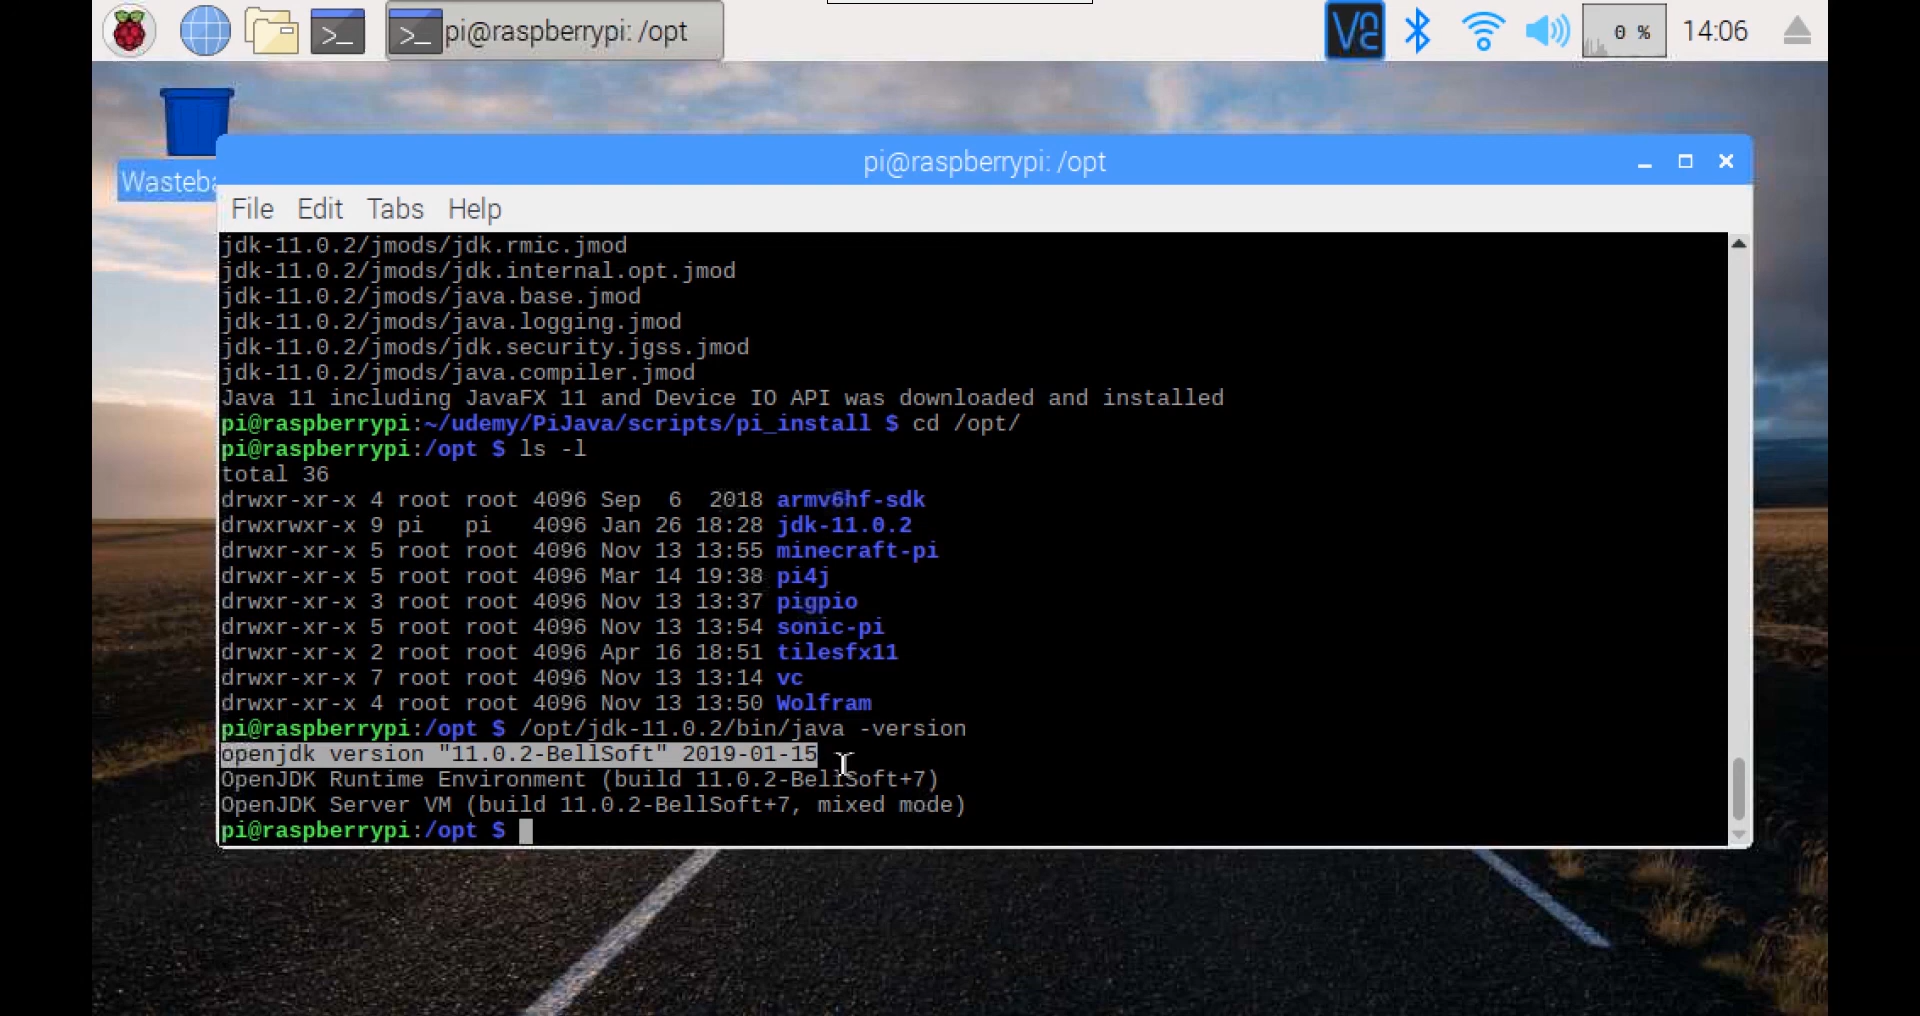 pi@raspberrypi: /opt
0 %
14:06
pi@raspberrypi: /opt
File Edit Tabs Help
jdk-11.0.2/jmods/jdk.rmic.jmod
jdk-11.0.2/jmods/jdk.internal.opt.jmod
jdk-11.0.2/jmods/java.base.jmod
jdk-11.0.2/jmods/java.logging.jmod
jdk-11.0.2/jmods/jdk.security.jgss.jmod
jdk-11.0.2/jmods/java.compiler.jmod
Java 11 including JavaFX 11 and Device IO API was downloaded and installed
pi@raspberrypi:~/udemy/PiJava/scripts/pi_install $ cd /opt/
pi@raspberrypi:/opt $ ls -l
total 36
drwxr-xr-x 4 root root 4096 Sep  6  2018 armv6hf-sdk
drwxrwxr-x 9 pi   pi   4096 Jan 26 18:28 jdk-11.0.2
drwxr-xr-x 5 root root 4096 Nov 13 13:55 minecraft-pi
drwxr-xr-x 5 root root 4096 Mar 14 19:38 pi4j
drwxr-xr-x 3 root root 4096 Nov 13 13:37 pigpio
drwxr-xr-x 5 root root 4096 Nov 13 13:54 sonic-pi
drwxr-xr-x 2 root root 4096 Apr 16 18:51 tilesfx11
drwxr-xr-x 7 root root 4096 Nov 13 13:14 vc
drwxr-xr-x 4 root root 4096 Nov 13 13:50 Wolfram
pi@raspberrypi:/opt $ /opt/jdk-11.0.2/bin/java -version
openjdk version "11.0.2-BellSoft" 2019-01-15
OpenJDK Runtime Environment (build 11.0.2-BellSoft+7)
OpenJDK Server VM (build 11.0.2-BellSoft+7, mixed mode)
pi@raspberrypi:/opt $